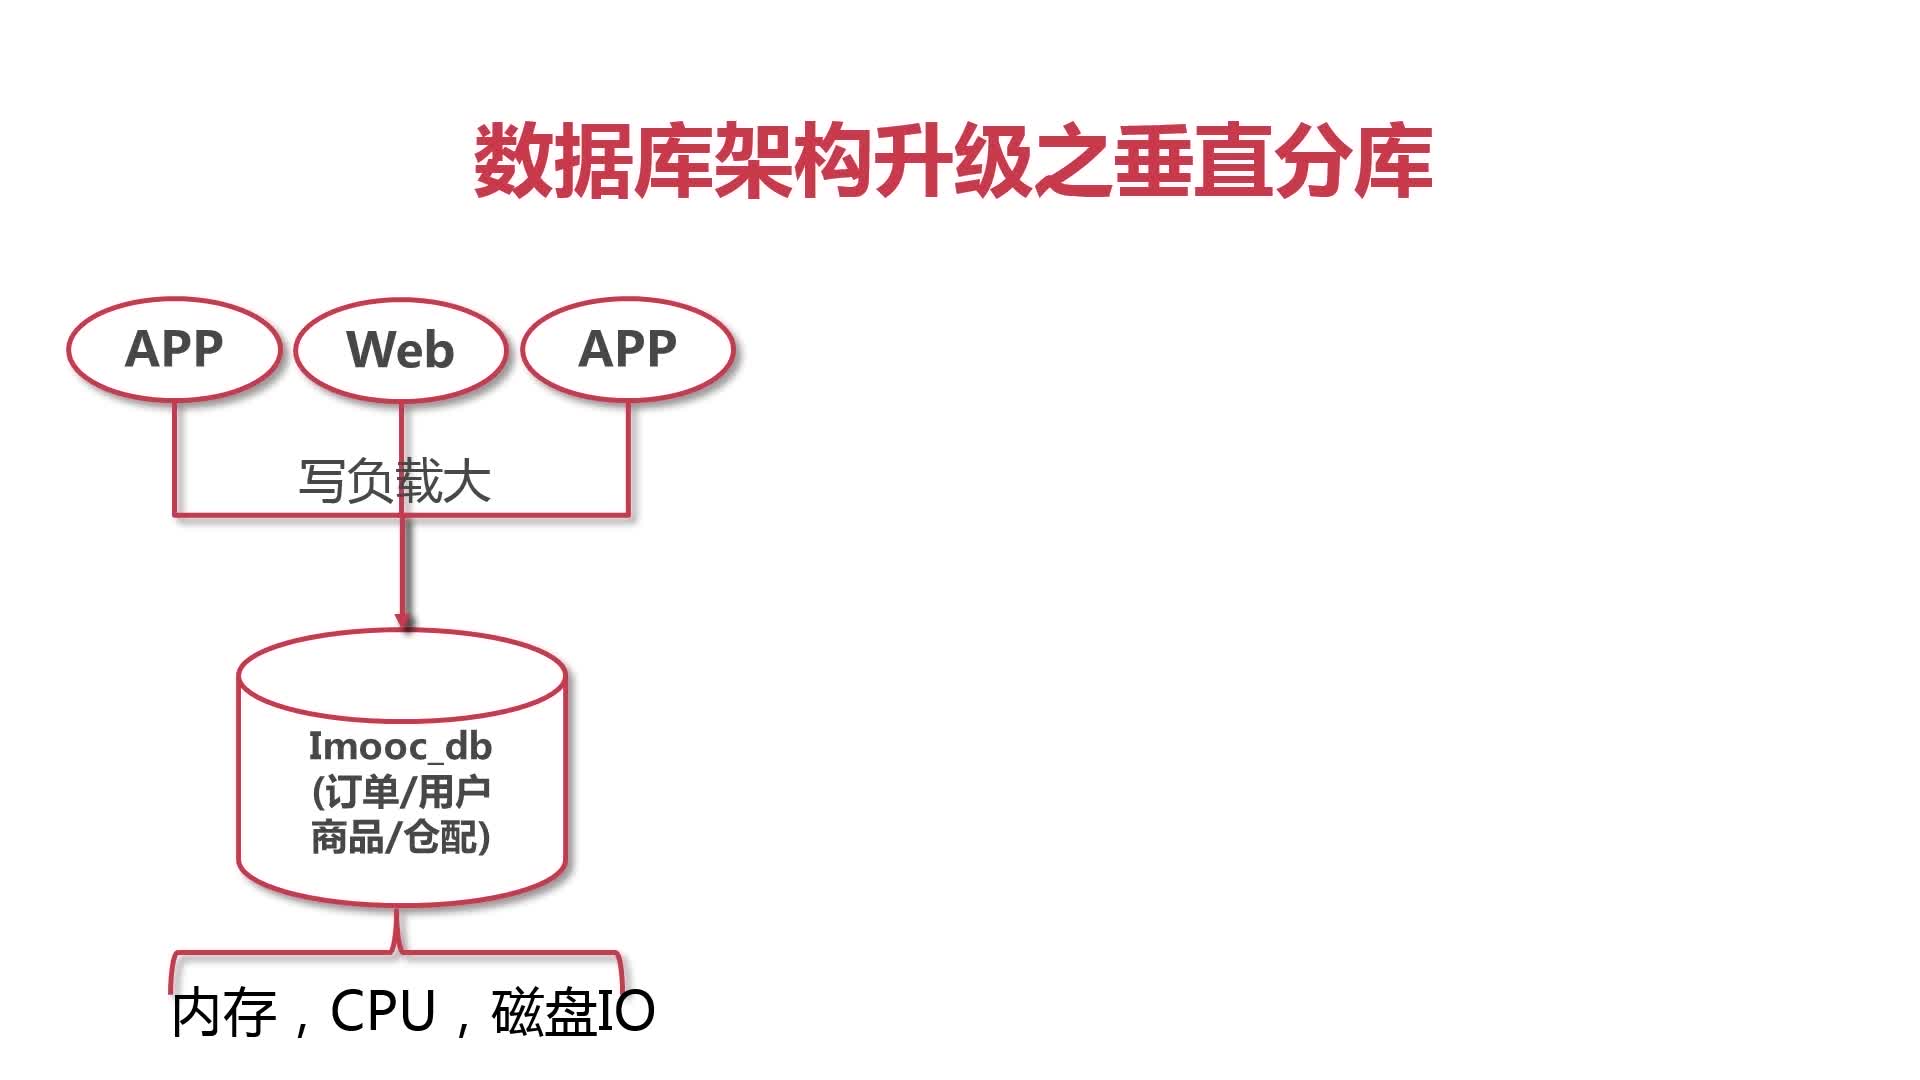 数据库架构升级之垂直分库
APP
Web
APP
写负载大
Imooc_db
(订单/用户
商品/仓配)
内存，CPU，磁盘IO